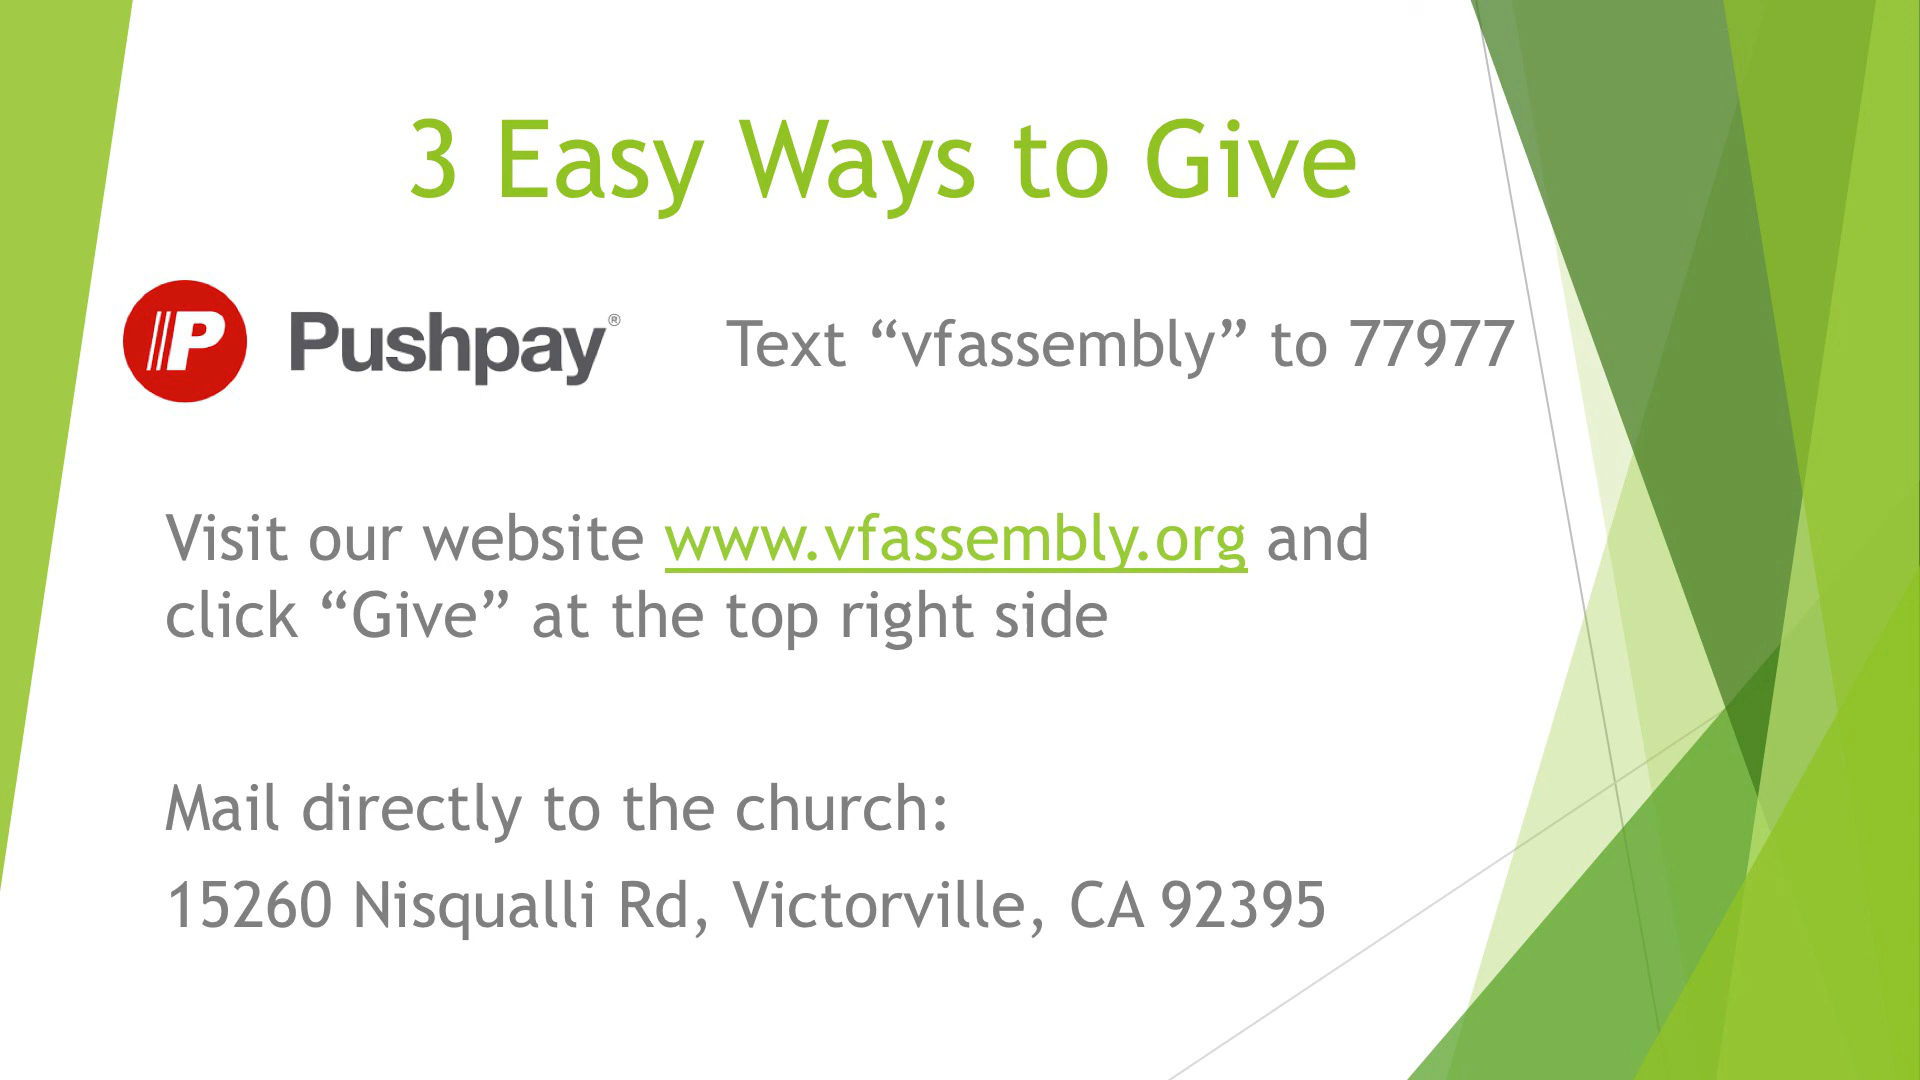 3 Easy Ways to Give
P Pushpay® Text “vfassembly” to 77977
Visit our website www.vfassembly.org and
click “Give” at the top right side
Mail directly to the church:
15260 Nisqualli Rd, Victorville, CA 92395